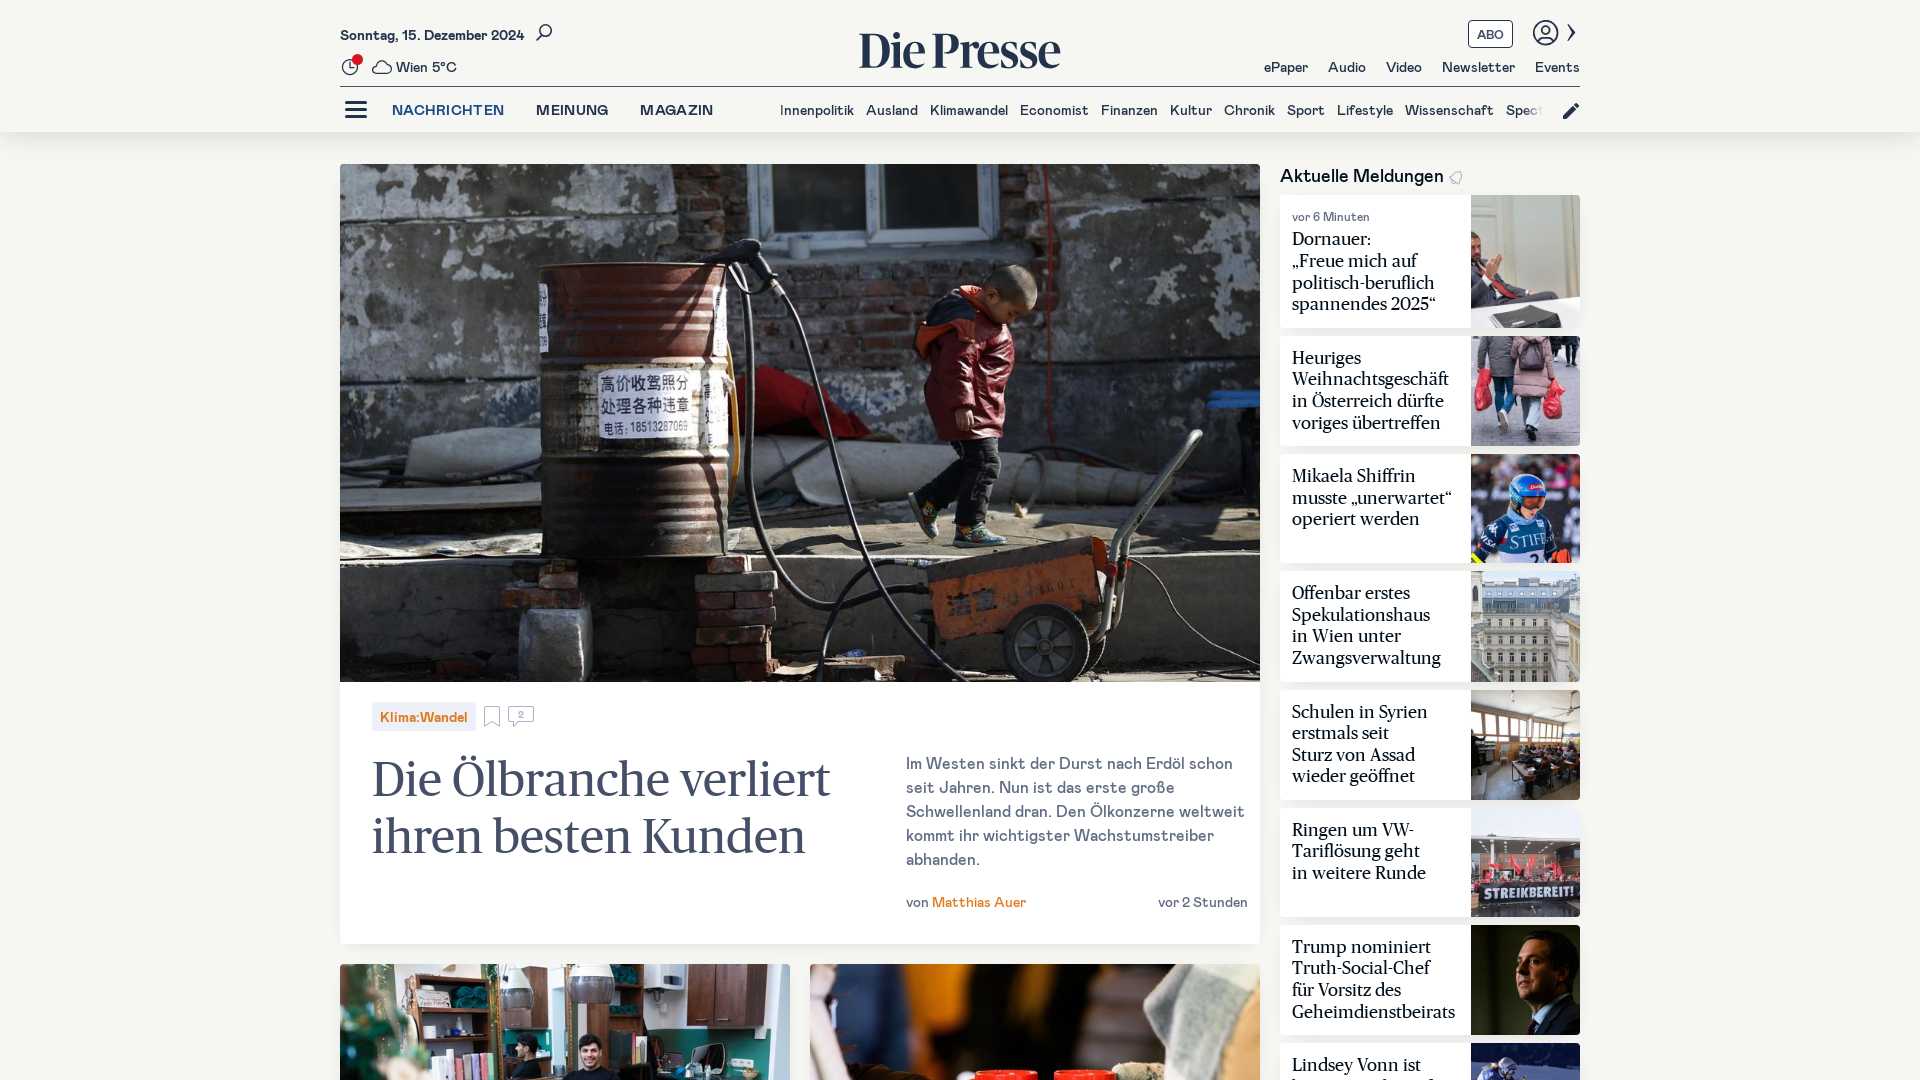 Sonntag, 15. Dezember 2024
Wien 5°C
Die Presse
ABO
ePaper Audio Video Newsletter Events
NACHRICHTEN MEINUNG MAGAZIN
Innenpolitik Ausland Klimawandel Economist Finanzen Kultur Chronik Sport Lifestyle Wissenschaft Spect
高价收驾照分
处理各种违章
电话:18513287069
Klima:Wandel
2
Die Ölbranche verliert
ihren besten Kunden
Im Westen sinkt der Durst nach Erdöl schon
seit Jahren. Nun ist das erste große
Schwellenland dran. Den Ölkonzerne weltweit
kommt ihr wichtigster Wachstumstreiber
abhanden.
von Matthias Auer
vor 2 Stunden
Aktuelle Meldungen
vor 6 Minuten
Dornauer:
„Freue mich auf
politisch-beruflich
spannendes 2025“
Heuriges
Weihnachtsgeschäft
in Österreich dürfte
voriges übertreffen
Mikaela Shiffrin
musste „unerwartet“
operiert werden
VISA
STIFEL
2
Offenbar erstes
Spekulationshaus
in Wien unter
Zwangsverwaltung
Schulen in Syrien
erstmals seit
Sturz von Assad
wieder geöffnet
Ringen um VW-
Tariflösung geht
in weitere Runde
STREIKBEREIT!
Trump nominiert
Truth-Social-Chef
für Vorsitz des
Geheimdienstbeirats
Lindsey Vonn ist